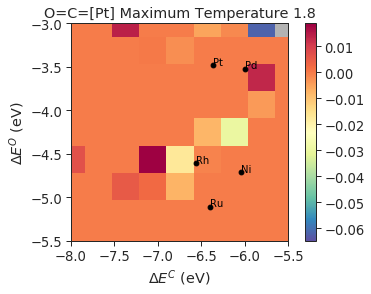 O=C=[Pt] Maximum Temperature 1.8
−3.0
−3.5
−4.0
−4.5
−5.0
−5.5
ΔE^O (eV)
Pt
Pd
Rh
Ni
Ru
−8.0 −7.5 −7.0 −6.5 −6.0 −5.5
ΔE^C (eV)
0.01
0.00
−0.01
−0.02
−0.03
−0.04
−0.05
−0.06